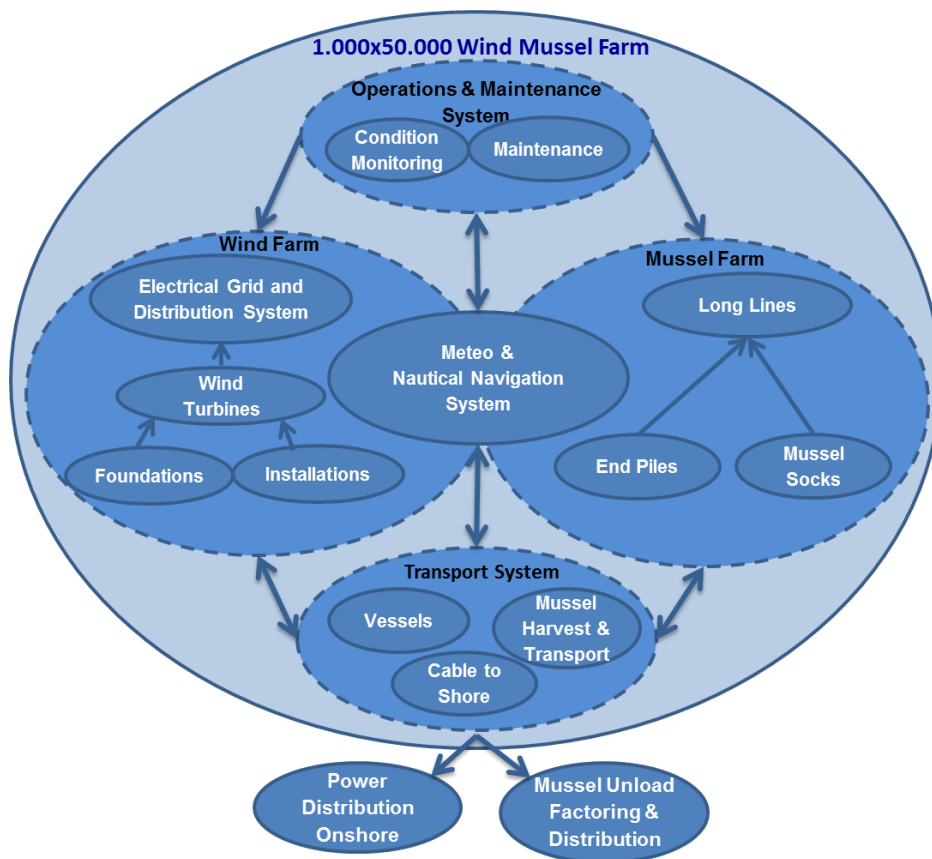 1.000x50.000 Wind Mussel Farm
Operations & Maintenance
System
Condition
Monitoring
Maintenance
Wind Farm
Electrical Grid and
Distribution System
Wind
Turbines
Foundations
Installations
Meteo &
Nautical Navigation
System
Mussel Farm
Long Lines
End Piles
Mussel
Socks
Transport System
Vessels
Mussel
Harvest &
Transport
Cable to
Shore
Power
Distribution
Onshore
Mussel Unload
Factoring &
Distribution